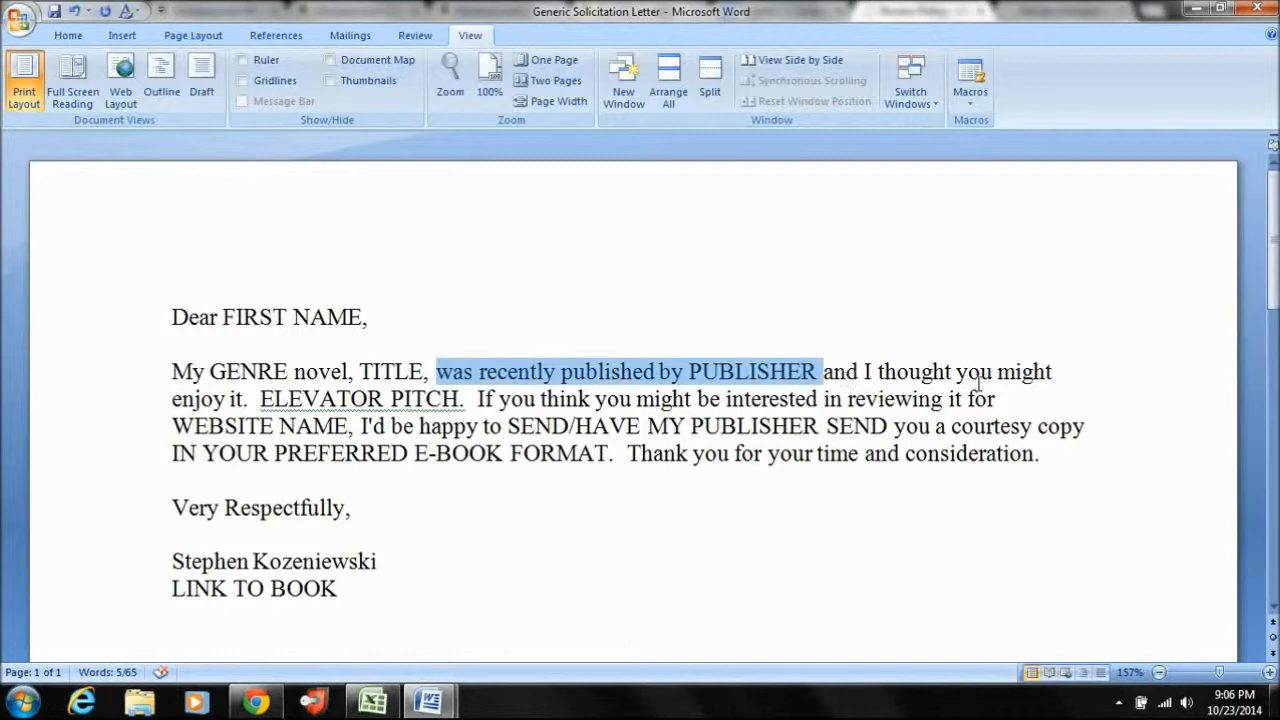 Generic Solicitation Letter - Microsoft Word
Home Insert Page Layout References Mailings Review View
Print Layout
Full Screen Reading
Web Layout
Outline
Draft
Document Views
Ruler
Gridlines
Message Bar
Document Map
Thumbnails
Show/Hide
Zoom
100%
One Page
Two Pages
Page Width
Zoom
New Window
Arrange All
Split
View Side by Side
Synchronous Scrolling
Reset Window Position
Switch Windows
Window
Macros
Macros
Dear FIRST NAME,
My GENRE novel, TITLE, was recently published by PUBLISHER and I thought you might
enjoy it.  ELEVATOR PITCH.  If you think you might be interested in reviewing it for
WEBSITE NAME, I'd be happy to SEND/HAVE MY PUBLISHER SEND you a courtesy copy
IN YOUR PREFERRED E-BOOK FORMAT.  Thank you for your time and consideration.
Very Respectfully,
Stephen Kozeniewski
LINK TO BOOK
Page: 1 of 1 Words: 5/65 157%
9:06 PM
10/23/2014